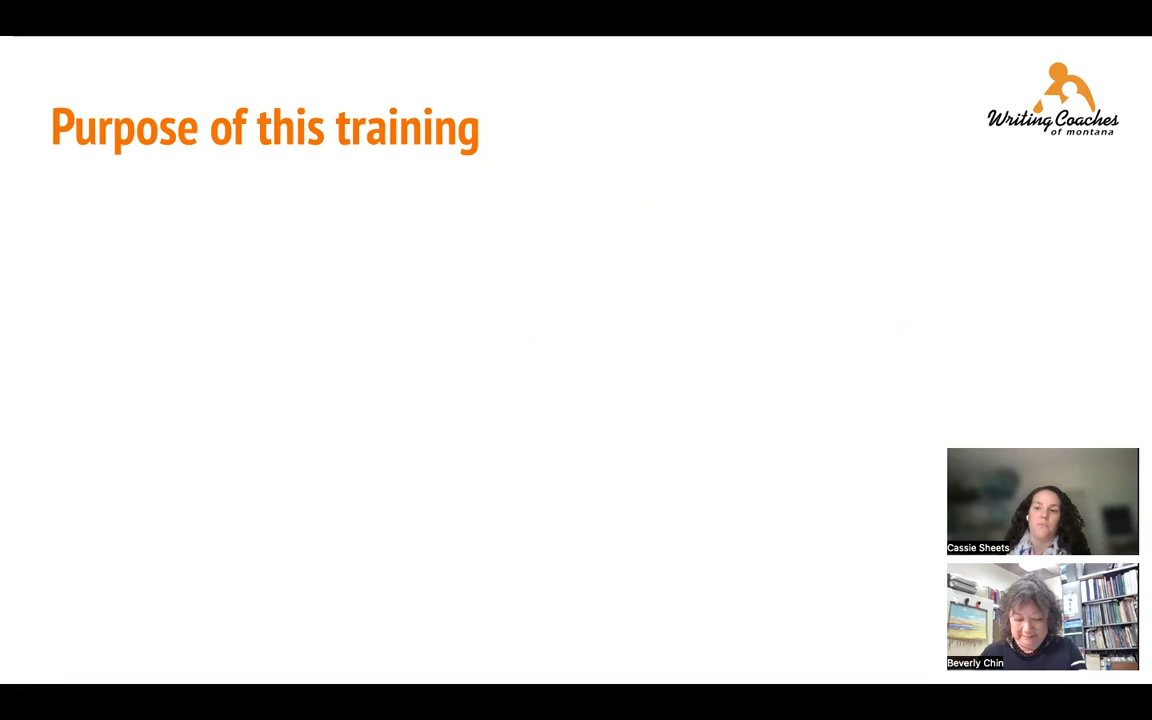 Purpose of this training
Writing Coaches
of montana
Cassie Sheets
Beverly Chin